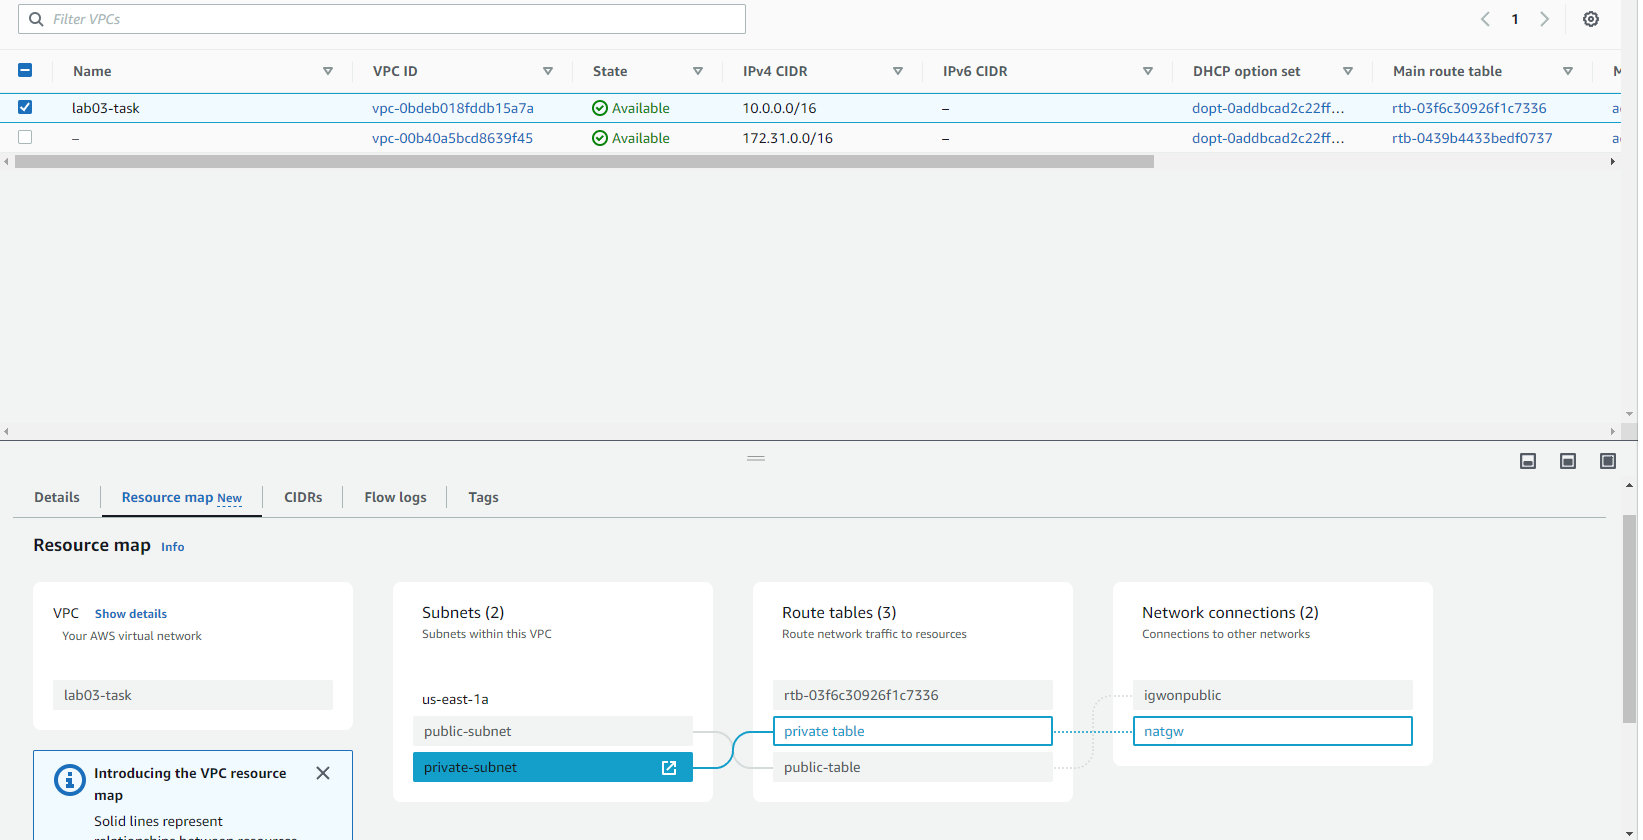 Filter VPCs
1
Name VPC ID State IPv4 CIDR IPv6 CIDR DHCP option set Main route table
lab03-task vpc-0bdeb018fddb15a7a Available 10.0.0.0/16 – dopt-0addbcad2c22ff... rtb-03f6c30926f1c7336
– vpc-00b40a5bcd8639f45 Available 172.31.0.0/16 – dopt-0addbcad2c22ff... rtb-0439b4433bedf0737
Details Resource map New CIDRs Flow logs Tags
Resource map Info
VPC Show details
Your AWS virtual network
lab03-task
Introducing the VPC resource
map
Solid lines represent
relationships between resources
Subnets (2)
Subnets within this VPC
us-east-1a
public-subnet
private-subnet
Route tables (3)
Route network traffic to resources
rtb-03f6c30926f1c7336
private table
public-table
Network connections (2)
Connections to other networks
igwonpublic
natgw